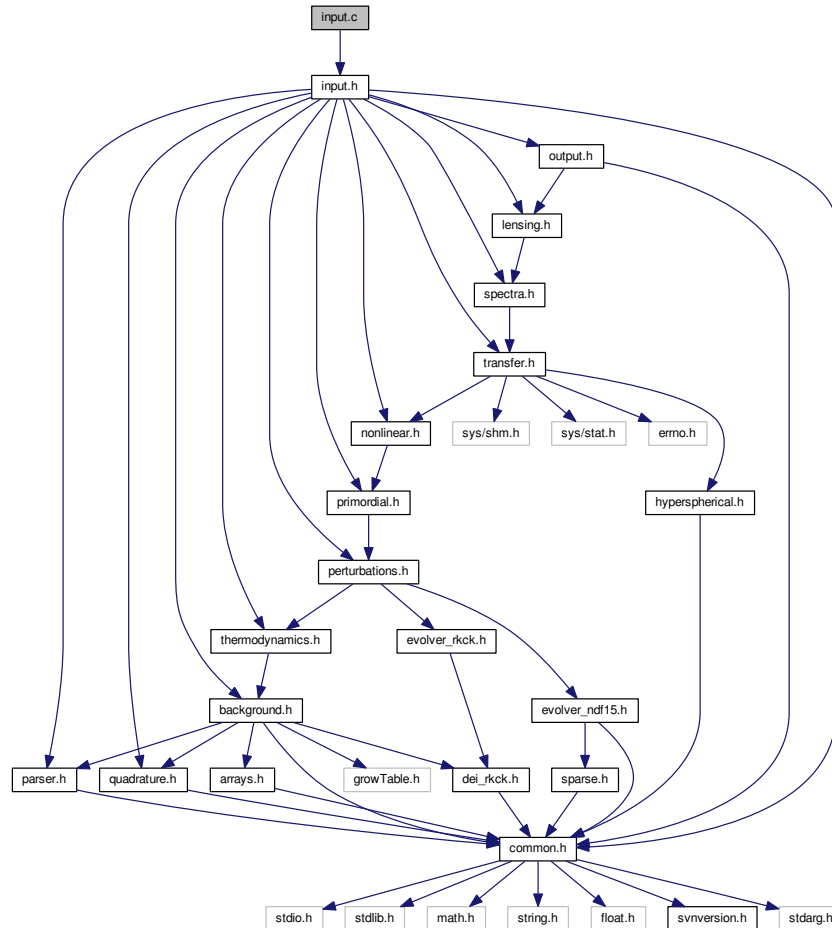 input.c
input.h
output.h
lensing.h
spectra.h
transfer.h
nonlinear.h
sys/shm.h
sys/stat.h
errno.h
primordial.h
hyperspherical.h
perturbations.h
thermodynamics.h
evolver_rkck.h
background.h
evolver_ndf15.h
parser.h
quadrature.h
arrays.h
growTable.h
dei_rkck.h
sparse.h
common.h
stdio.h
stdlib.h
math.h
string.h
float.h
svnversion.h
stdarg.h